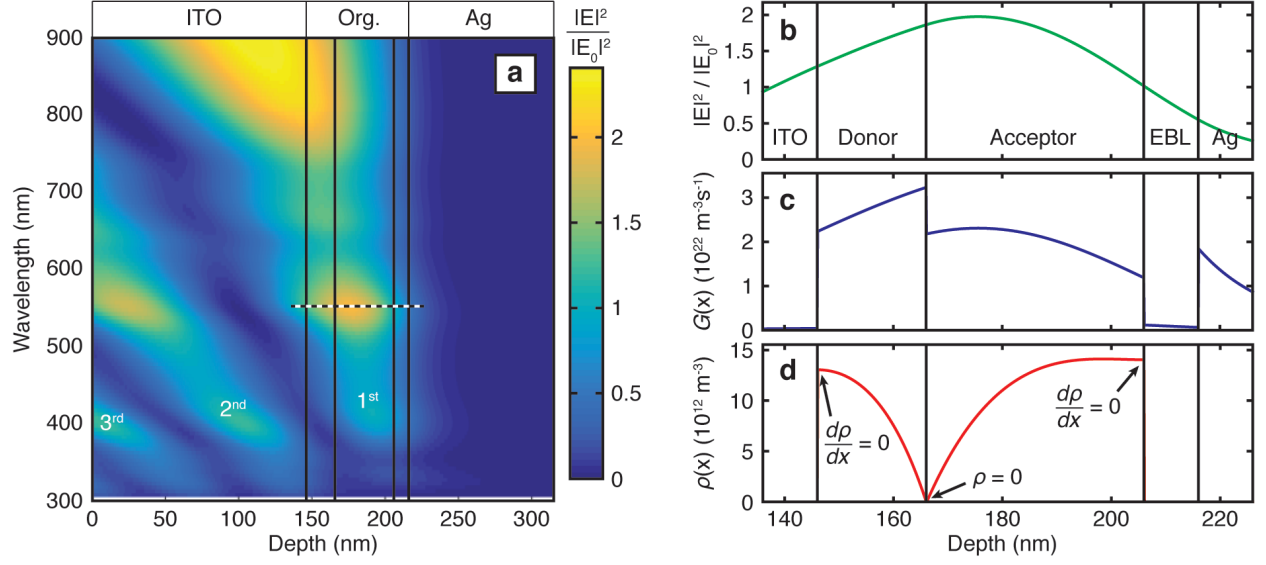 ITO Org. Ag
|E|²
|E₀|²
a
900
800
700
600
500
400
300
Wavelength (nm)
0 50 100 150 200 250 300
Depth (nm)
3rd
2nd
1st
2
1.5
1
0.5
0
b
|E|² / |E₀|²
2
1.5
1
0.5
0
ITO Donor Acceptor EBL Ag
c
G(x) (10²² m⁻³s⁻¹)
3
2
1
0
d
ρ(x) (10¹² m⁻³)
15
10
5
0
dρ
dx = 0
ρ = 0
dρ
dx = 0
140 160 180 200 220
Depth (nm)